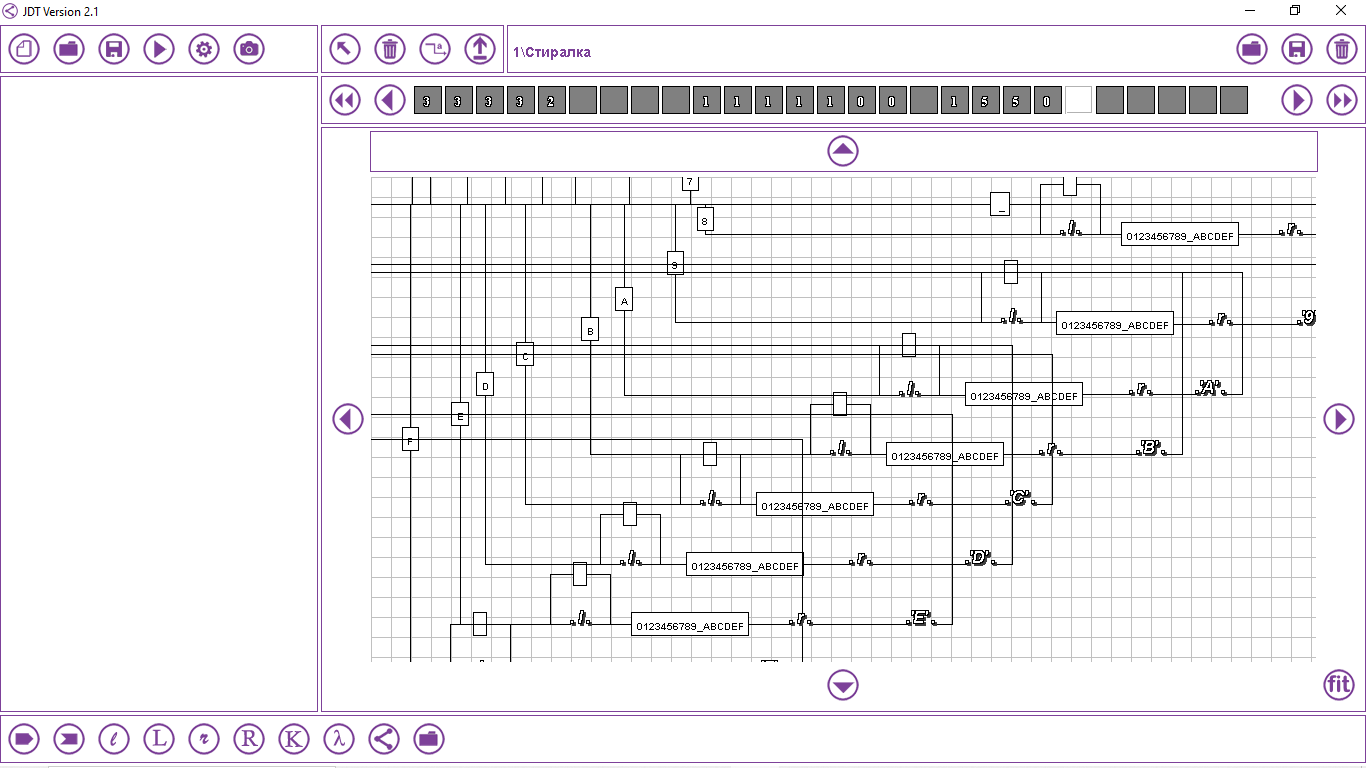 JDT Version 2.1
a
1\Стиралка
3 3 3 3 2 1 1 1 1 1 0 0 1 5 5 0
7
_
8
l
0123456789_ABCDEF
r
9
A
l
0123456789_ABCDEF
r
'9
B
C
l
0123456789_ABCDEF
r
'A'
D
E
F
l
0123456789_ABCDEF
r
'B'
l
0123456789_ABCDEF
r
'C'
l
0123456789_ABCDEF
r
'D'
l
0123456789_ABCDEF
r
'E'
fit
l L r R K λ